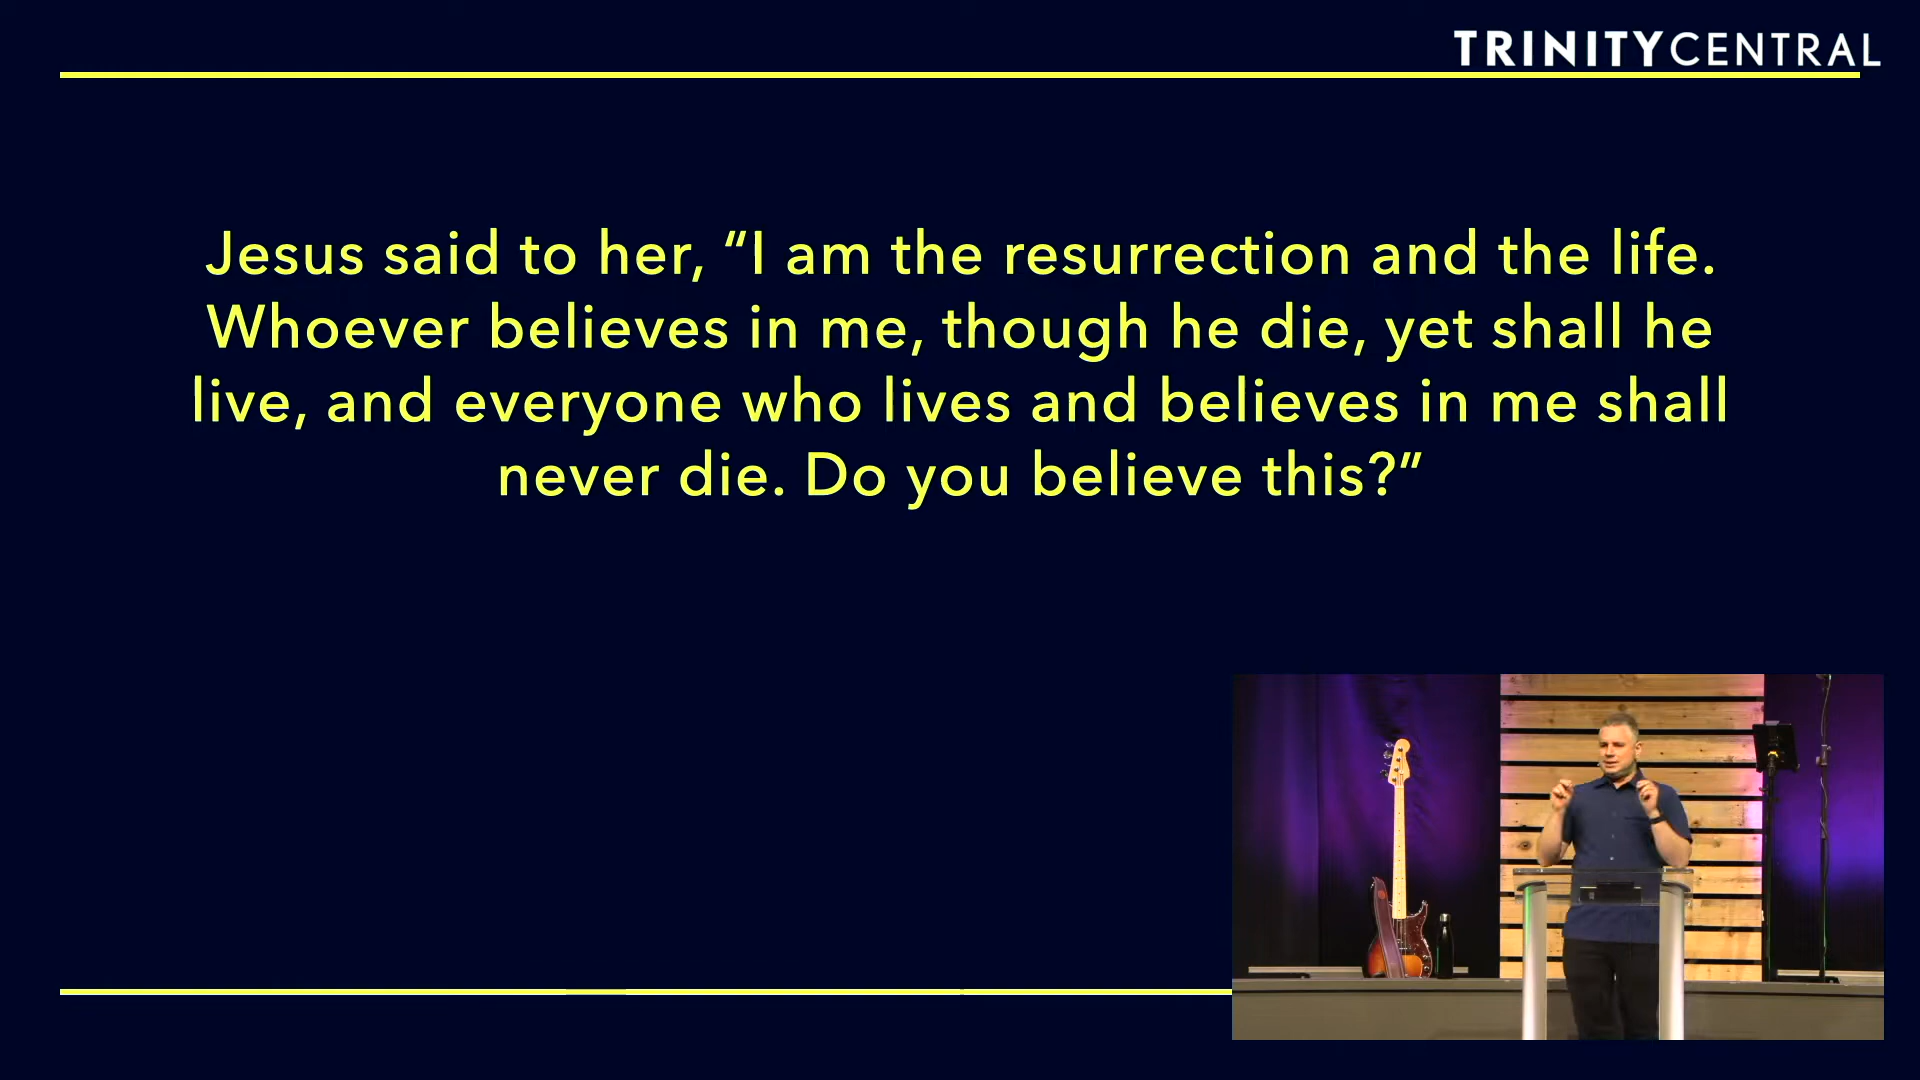 TRINITYCENTRAL
Jesus said to her, “I am the resurrection and the life.
Whoever believes in me, though he die, yet shall he
live, and everyone who lives and believes in me shall
never die. Do you believe this?”